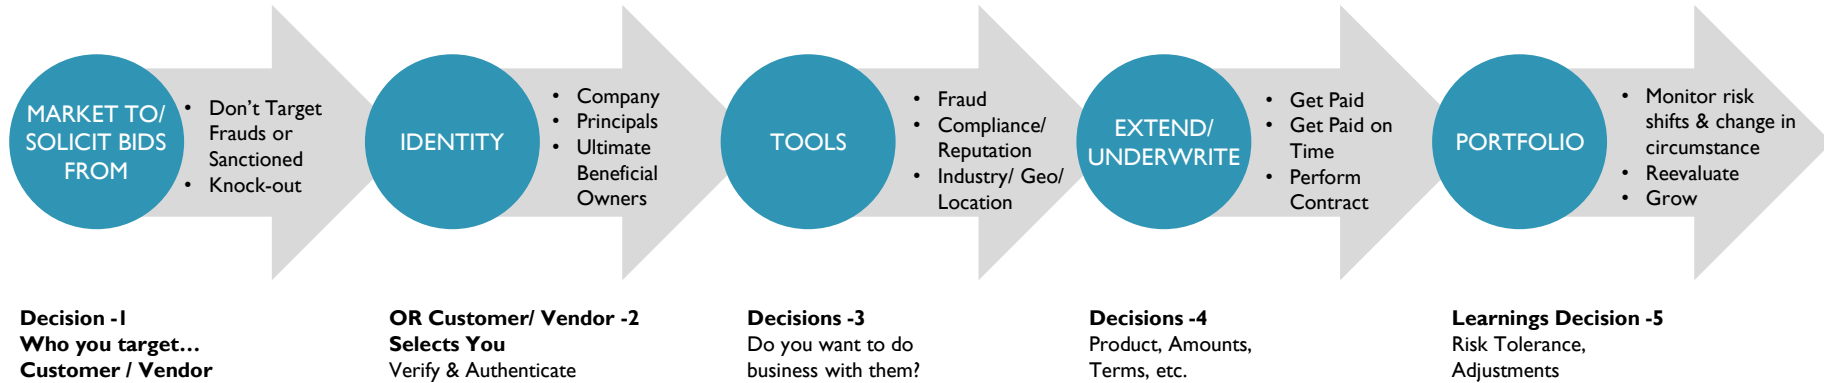 MARKET TO/
SOLICIT BIDS
FROM
• Don’t Target
Frauds or
Sanctioned
• Knock-out
IDENTITY
• Company
• Principals
• Ultimate
Beneficial
Owners
TOOLS
• Fraud
• Compliance/
Reputation
• Industry/ Geo/
Location
EXTEND/
UNDERWRITE
• Get Paid
• Get Paid on
Time
• Perform
Contract
PORTFOLIO
• Monitor risk
shifts & change in
circumstance
• Reevaluate
• Grow
Decision -1
Who you target…
Customer / Vendor
OR Customer/ Vendor -2
Selects You
Verify & Authenticate
Decisions -3
Do you want to do
business with them?
Decisions -4
Product, Amounts,
Terms, etc.
Learnings Decision -5
Risk Tolerance,
Adjustments